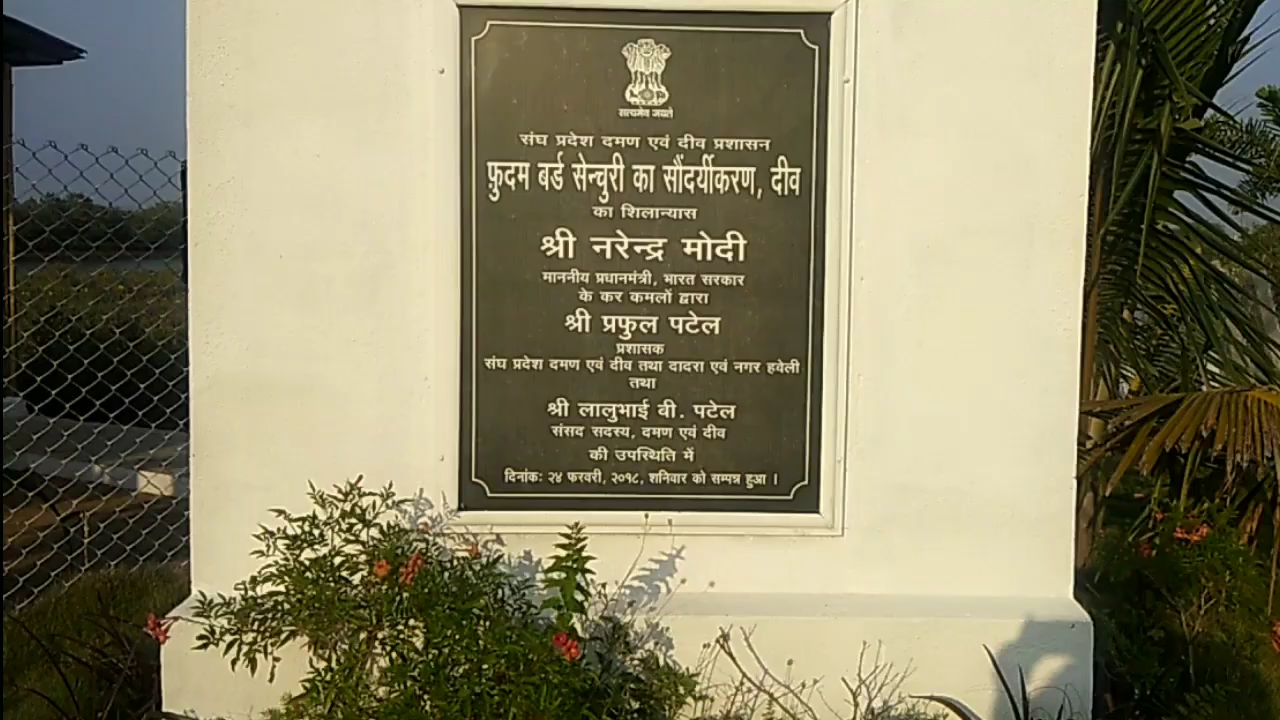 सत्यमेव जयते
संघ प्रदेश दमण एवं दीव प्रशासन
फ़ुदम बर्ड सेन्चुरी का सौंदर्यीकरण, दीव
का शिलान्यास
श्री नरेन्द्र मोदी
माननीय प्रधानमंत्री, भारत सरकार
के कर कमलों द्वारा
श्री प्रफुल पटेल
प्रशासक
संघ प्रदेश दमण एवं दीव तथा दादरा एवं नगर हवेली
तथा
श्री लालुभाई बी. पटेल
संसद सदस्य, दमण एवं दीव
की उपस्थिति में
दिनांक: २४ फरवरी, २०१८, शनिवार को सम्पन्न हुआ ।